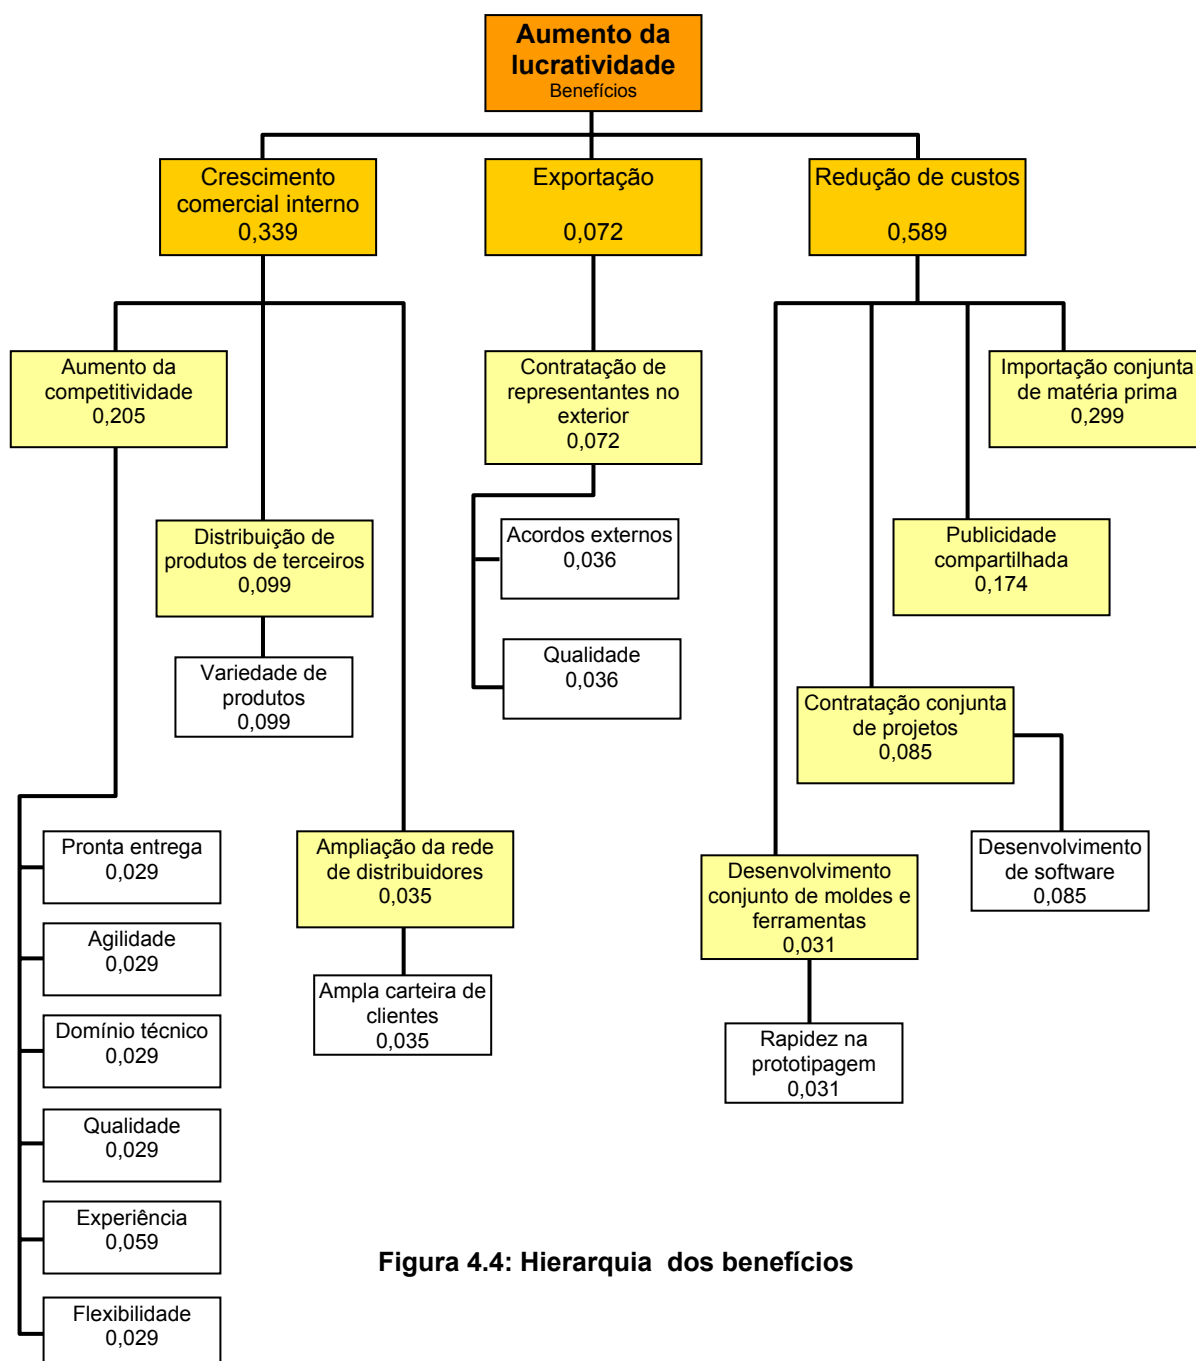 Aumento da
lucratividade
Benefícios
Crescimento
comercial interno
0,339
Exportação
0,072
Redução de custos
0,589
Aumento da
competitividade
0,205
Contratação de
representantes no
exterior
0,072
Importação conjunta
de matéria prima
0,299
Distribuição de
produtos de terceiros
0,099
Acordos externos
0,036
Publicidade
compartilhada
0,174
Variedade de
produtos
0,099
Qualidade
0,036
Contratação conjunta
de projetos
0,085
Pronta entrega
0,029
Ampliação da rede
de distribuidores
0,035
Desenvolvimento
conjunto de moldes e
ferramentas
0,031
Desenvolvimento
de software
0,085
Agilidade
0,029
Ampla carteira de
clientes
0,035
Domínio técnico
0,029
Rapidez na
prototipagem
0,031
Qualidade
0,029
Experiência
0,059
Figura 4.4: Hierarquia  dos benefícios
Flexibilidade
0,029